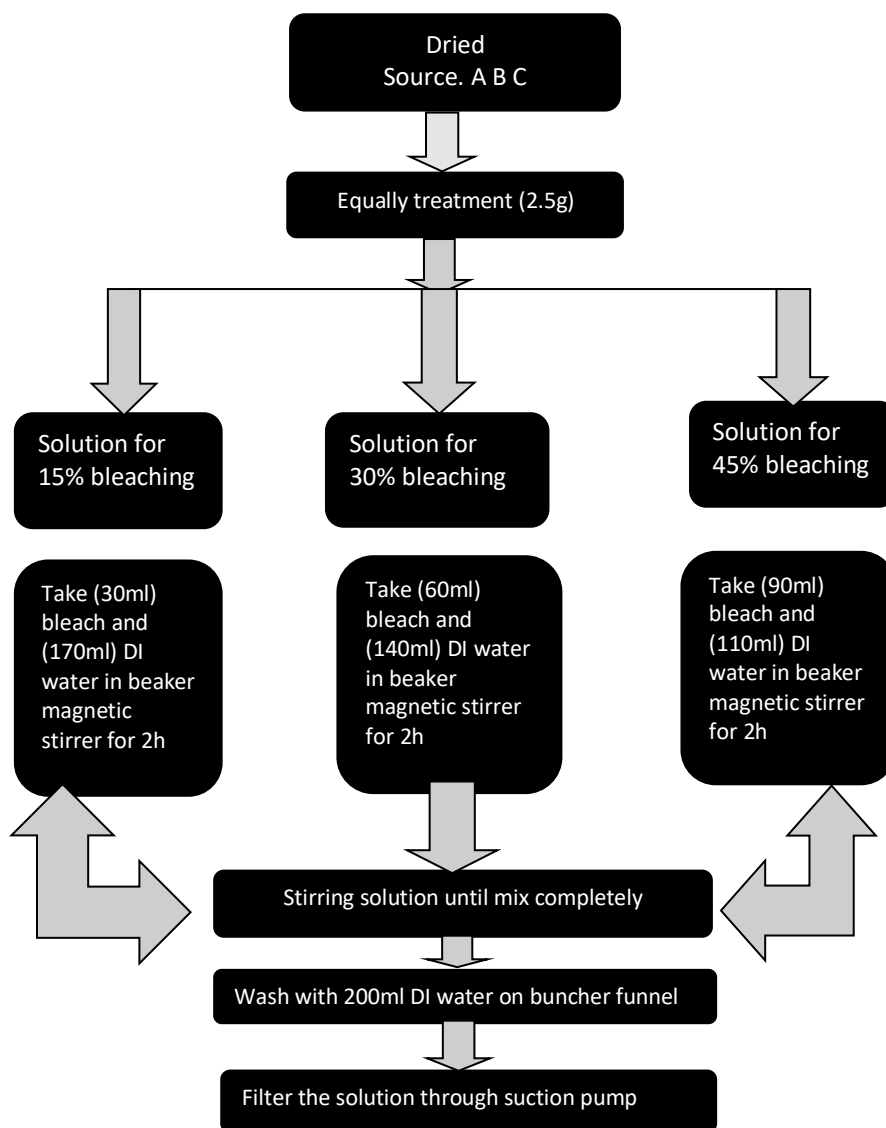 Dried
Source. A B C
Equally treatment (2.5g)
Solution for
15% bleaching
Solution for
30% bleaching
Solution for
45% bleaching
Take (30ml)
bleach and
(170ml) DI
water in beaker
magnetic
stirrer for 2h
Take (60ml)
bleach and
(140ml) DI water
in beaker
magnetic stirrer
for 2h
Take (90ml)
bleach and
(110ml) DI
water in beaker
magnetic stirrer
for 2h
Stirring solution until mix completely
Wash with 200ml DI water on buncher funnel
Filter the solution through suction pump